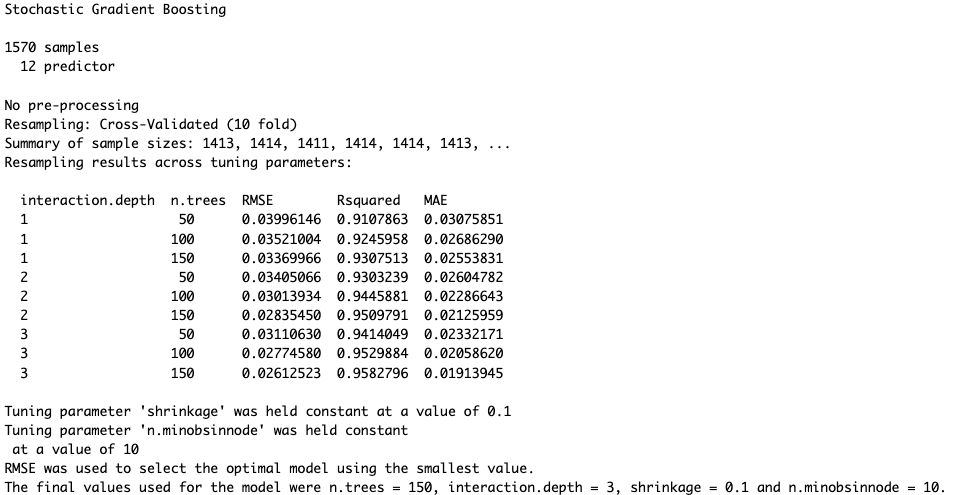 Stochastic Gradient Boosting

1570 samples
  12 predictor

No pre-processing
Resampling: Cross-Validated (10 fold)
Summary of sample sizes: 1413, 1414, 1411, 1414, 1414, 1413, ...
Resampling results across tuning parameters:

  interaction.depth  n.trees  RMSE        Rsquared   MAE
  1                   50      0.03996146  0.9107863  0.03075851
  1                  100      0.03521004  0.9245958  0.02686290
  1                  150      0.03369966  0.9307513  0.02553831
  2                   50      0.03405066  0.9303239  0.02604782
  2                  100      0.03013934  0.9445881  0.02286643
  2                  150      0.02835450  0.9509791  0.02125959
  3                   50      0.03110630  0.9414049  0.02332171
  3                  100      0.02774580  0.9529884  0.02058620
  3                  150      0.02612523  0.9582796  0.01913945

Tuning parameter 'shrinkage' was held constant at a value of 0.1
Tuning parameter 'n.minobsinnode' was held constant
 at a value of 10
RMSE was used to select the optimal model using the smallest value.
The final values used for the model were n.trees = 150, interaction.depth = 3, shrinkage = 0.1 and n.minobsinnode = 10.